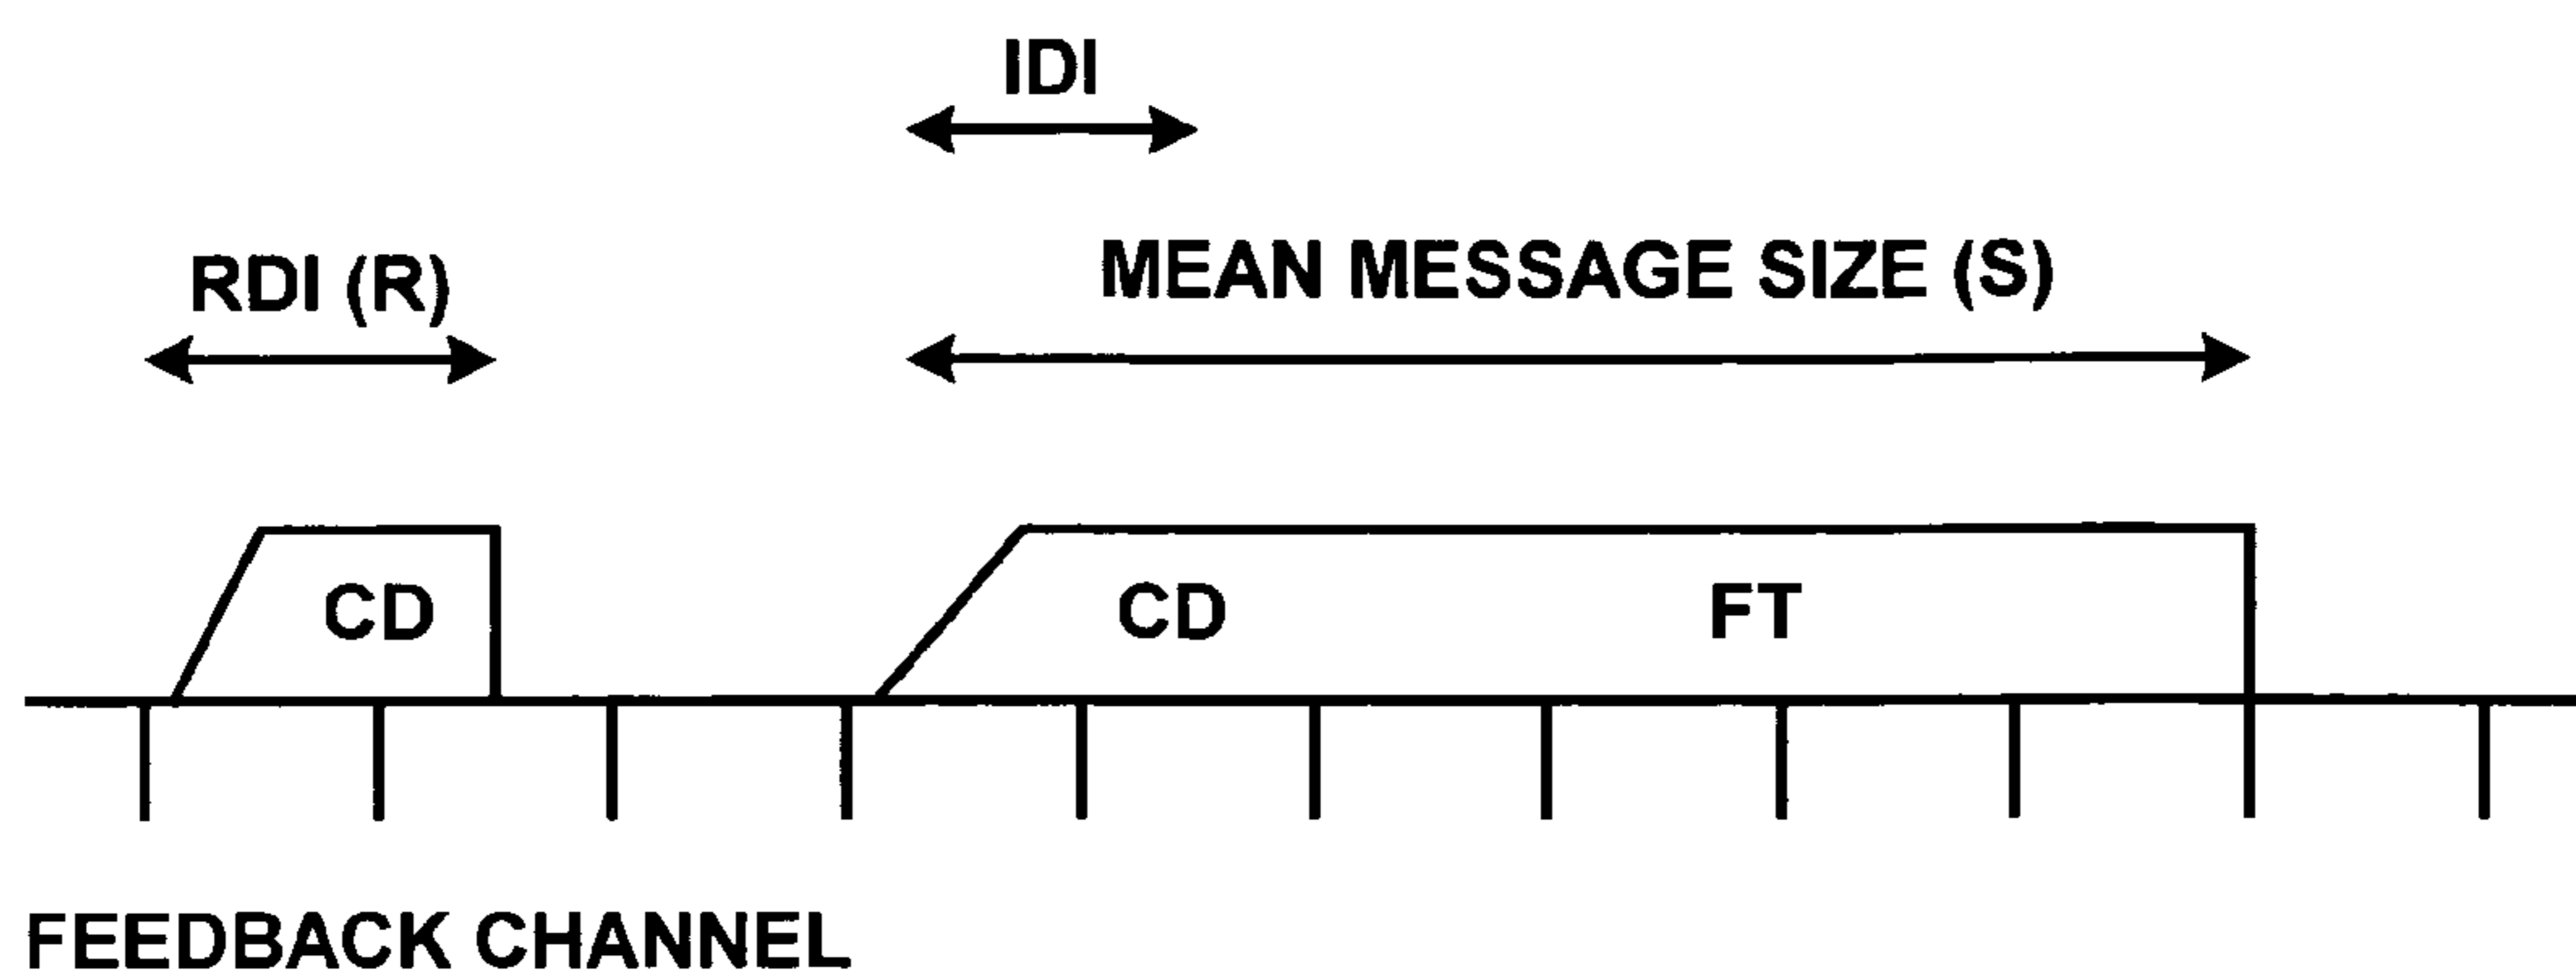 IDI
RDI (R)
MEAN MESSAGE SIZE (S)
CD
CD
FT
FEEDBACK CHANNEL